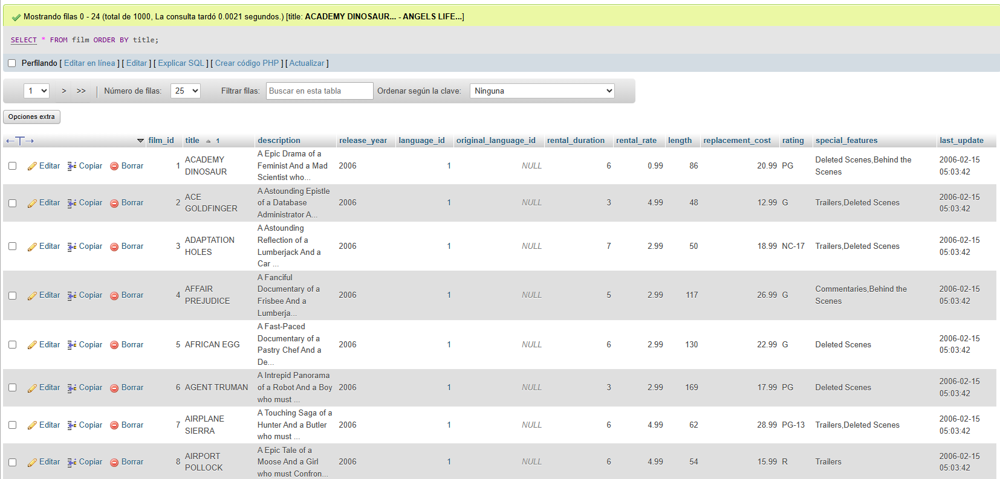 Mostrando filas 0 - 24 (total de 1000, La consulta tardó 0.0021 segundos.) [title: ACADEMY DINOSAUR... - ANGELS LIFE...]
SELECT * FROM film ORDER BY title;
Perfilando [ Editar en línea ] [ Editar ] [ Explicar SQL ] [ Crear código PHP ] [ Actualizar ]
1 > >> | Número de filas: 25 Filtrar filas: Buscar en esta tabla Ordenar según la clave: Ninguna
Opciones extra
←T→ film_id title 1 description release_year language_id original_language_id rental_duration rental_rate length replacement_cost rating special_features last_update
Editar Copiar Borrar 1 ACADEMY DINOSAUR A Epic Drama of a Feminist And a Mad Scientist who... 2006 1 NULL 6 0.99 86 20.99 PG Deleted Scenes,Behind the Scenes 2006-02-15 05:03:42
Editar Copiar Borrar 2 ACE GOLDFINGER A Astounding Epistle of a Database Administrator A... 2006 1 NULL 3 4.99 48 12.99 G Trailers,Deleted Scenes 2006-02-15 05:03:42
Editar Copiar Borrar 3 ADAPTATION HOLES A Astounding Reflection of a Lumberjack And a Car ... 2006 1 NULL 7 2.99 50 18.99 NC-17 Trailers,Deleted Scenes 2006-02-15 05:03:42
Editar Copiar Borrar 4 AFFAIR PREJUDICE A Fanciful Documentary of a Frisbee And a Lumberja... 2006 1 NULL 5 2.99 117 26.99 G Commentaries,Behind the Scenes 2006-02-15 05:03:42
Editar Copiar Borrar 5 AFRICAN EGG A Fast-Paced Documentary of a Pastry Chef And a De... 2006 1 NULL 6 2.99 130 22.99 G Deleted Scenes 2006-02-15 05:03:42
Editar Copiar Borrar 6 AGENT TRUMAN A Intrepid Panorama of a Robot And a Boy who must ... 2006 1 NULL 3 2.99 169 17.99 PG Deleted Scenes 2006-02-15 05:03:42
Editar Copiar Borrar 7 AIRPLANE SIERRA A Touching Saga of a Hunter And a Butler who must ... 2006 1 NULL 6 4.99 62 28.99 PG-13 Trailers,Deleted Scenes 2006-02-15 05:03:42
Editar Copiar Borrar 8 AIRPORT POLLOCK A Epic Tale of a Moose And a Girl who must Confron... 2006 1 NULL 6 4.99 54 15.99 R Trailers 2006-02-15 05:03:42